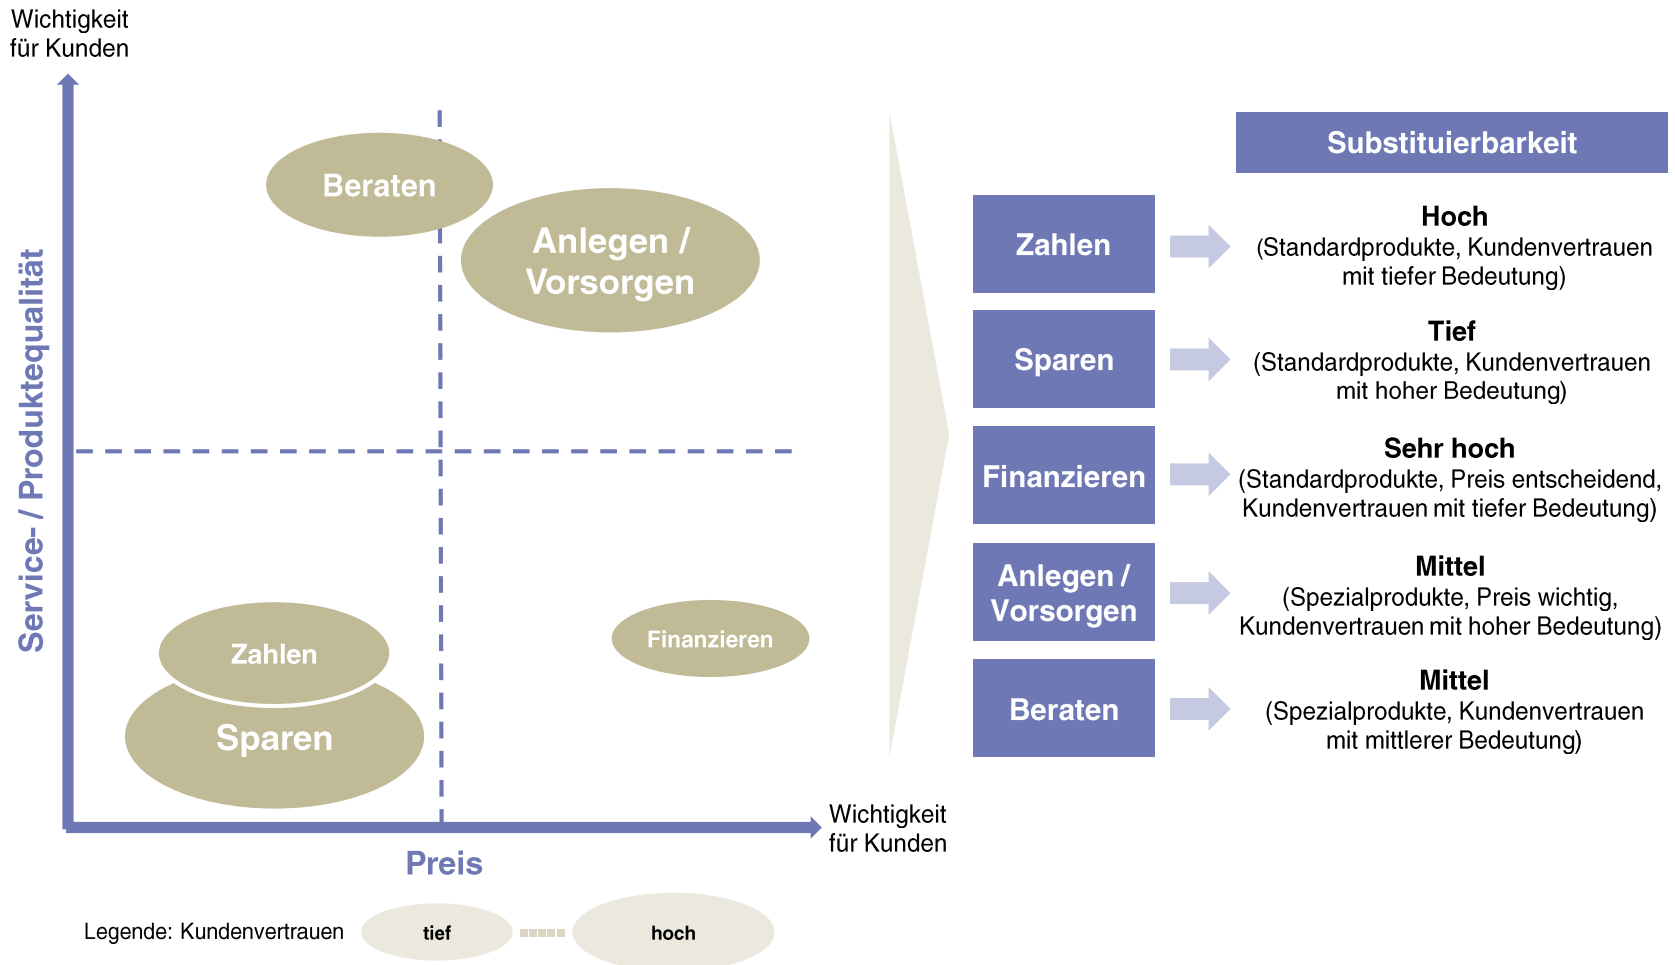 Wichtigkeit
für Kunden
Service- / Produktequalität
Beraten
Anlegen /
Vorsorgen
Zahlen
Sparen
Finanzieren
Wichtigkeit
für Kunden
Preis
Legende: Kundenvertrauen
tief
hoch
Substituierbarkeit
Zahlen
Hoch
(Standardprodukte, Kundenvertrauen
mit tiefer Bedeutung)
Sparen
Tief
(Standardprodukte, Kundenvertrauen
mit hoher Bedeutung)
Finanzieren
Sehr hoch
(Standardprodukte, Preis entscheidend,
Kundenvertrauen mit tiefer Bedeutung)
Anlegen /
Vorsorgen
Mittel
(Spezialprodukte, Preis wichtig,
Kundenvertrauen mit hoher Bedeutung)
Beraten
Mittel
(Spezialprodukte, Kundenvertrauen
mit mittlerer Bedeutung)